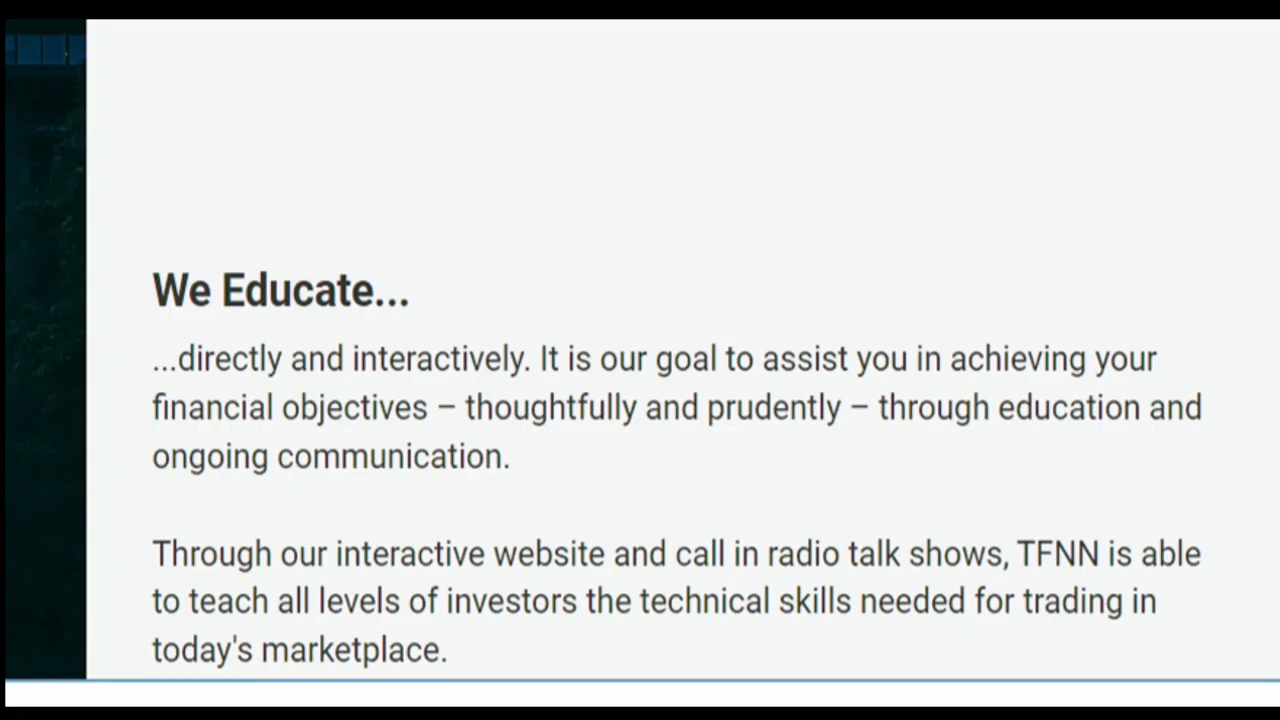 We Educate...
...directly and interactively. It is our goal to assist you in achieving your
financial objectives – thoughtfully and prudently – through education and
ongoing communication.
Through our interactive website and call in radio talk shows, TFNN is able
to teach all levels of investors the technical skills needed for trading in
today's marketplace.